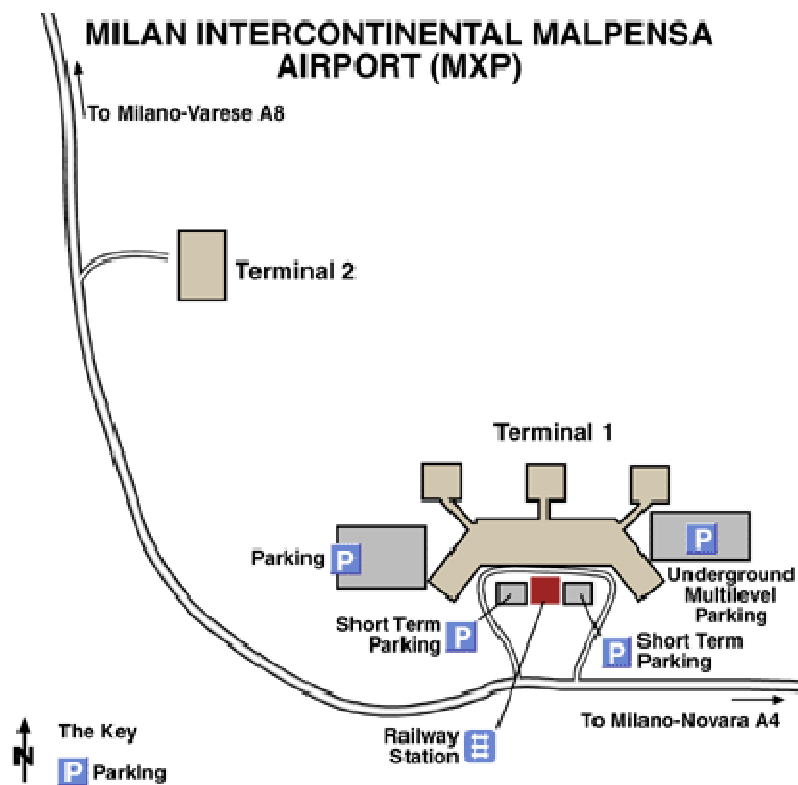 MILAN INTERCONTINENTAL MALPENSA
AIRPORT (MXP)
To Milano-Varese A8
Terminal 2
Terminal 1
Parking P
P
Underground
Multilevel
Parking
Short Term
Parking P
P Short Term
Parking
To Milano-Novara A4
Railway
Station
The Key
N
P Parking